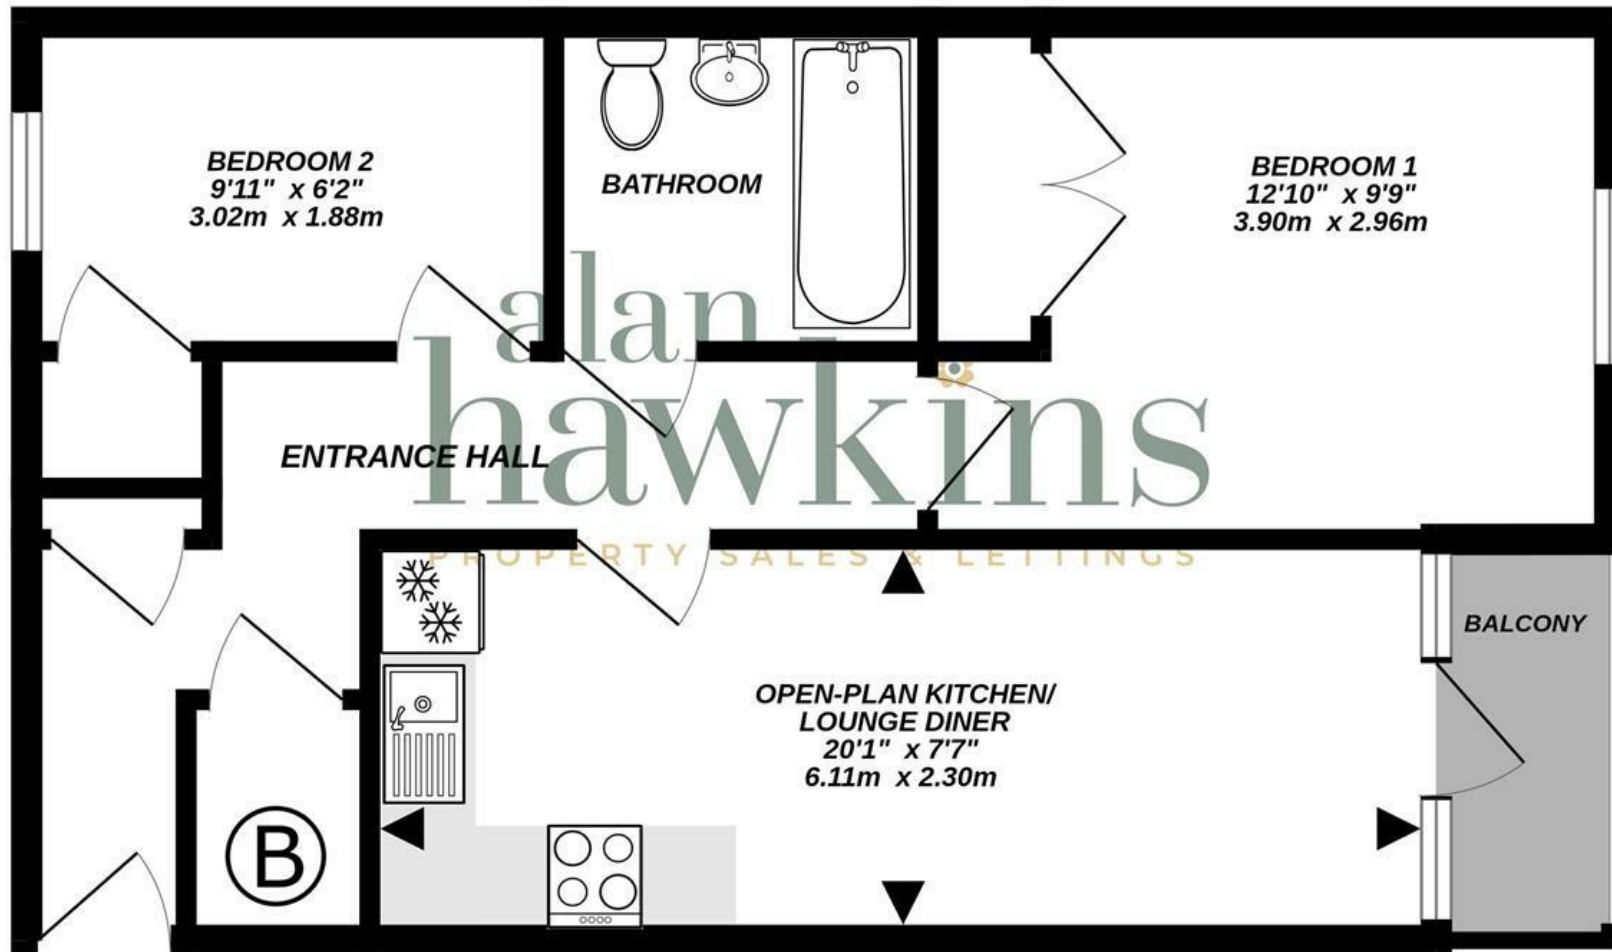 BEDROOM 2
9'11" x 6'2"
3.02m x 1.88m
BATHROOM
BEDROOM 1
12'10" x 9'9"
3.90m x 2.96m
alan
hawkins
PROPERTY SALES & LETTINGS
ENTRANCE HALL
BALCONY
OPEN-PLAN KITCHEN/
LOUNGE DINER
20'1" x 7'7"
6.11m x 2.30m
B